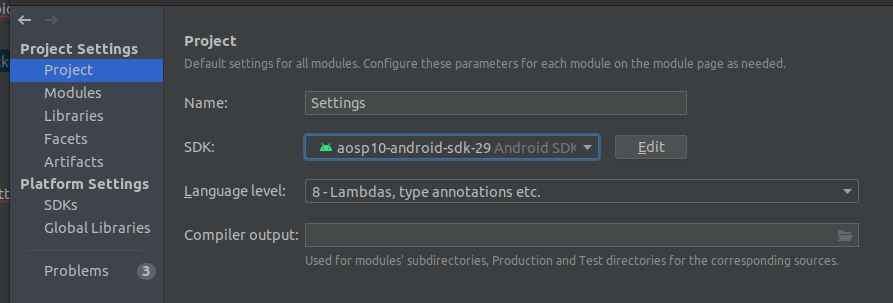 Project Settings
Project
Modules
Libraries
Facets
Artifacts
Platform Settings
SDKs
Global Libraries
Problems 3
Project
Default settings for all modules. Configure these parameters for each module on the module page as needed.
Name: Settings
SDK: aosp10-android-sdk-29 Android SDK Edit
Language level: 8 - Lambdas, type annotations etc.
Compiler output:
Used for modules' subdirectories, Production and Test directories for the corresponding sources.